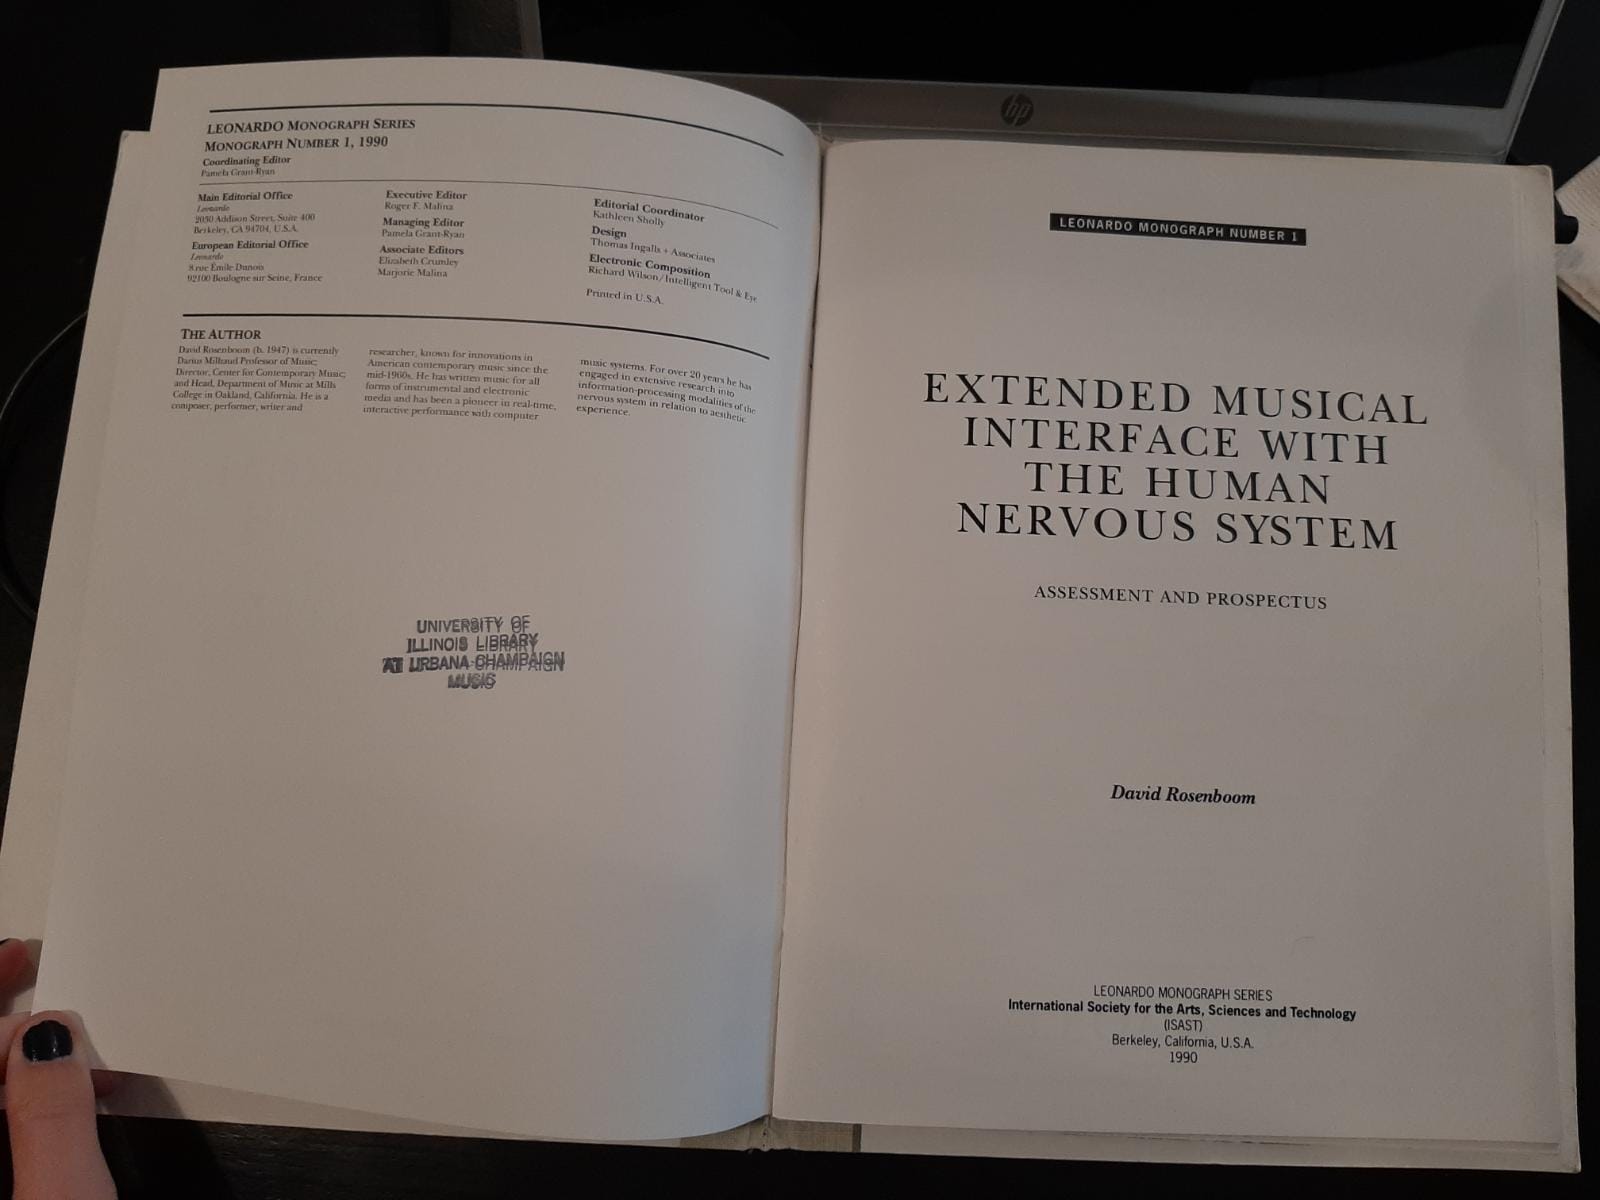 LEONARDO MONOGRAPH SERIES
MONOGRAPH NUMBER 1, 1990
Coordinating Editor
Pamela Grant-Ryan
Main Editorial Office
Leonardo
2030 Addison Street, Suite 400
Berkeley, CA 94704, U.S.A.
European Editorial Office
Leonardo
8 rue Émile Dunois
92100 Boulogne sur Seine, France
Executive Editor
Roger F. Malina
Managing Editor
Pamela Grant-Ryan
Associate Editors
Elizabeth Crumley
Marjorie Malina
Editorial Coordinator
Kathleen Sholly
Design
Thomas Ingalls + Associates
Electronic Composition
Richard Wilson/Intelligent Tool & Eye
Printed in U.S.A.
THE AUTHOR
David Rosenboom (b. 1947) is currently
Darius Milhaud Professor of Music;
Director, Center for Contemporary Music;
and Head, Department of Music at Mills
College in Oakland, California. He is a
composer, performer, writer and
researcher, known for innovations in
American contemporary music since the
mid-1960s. He has written music for all
forms of instrumental and electronic
media and has been a pioneer in real-time,
interactive performance with computer
music systems. For over 20 years he has
engaged in extensive research into
information-processing modalities of the
nervous system in relation to aesthetic
experience.
UNIVERSITY OF
ILLINOIS LIBRARY
AT URBANA-CHAMPAIGN
MUSIC
hp
LEONARDO MONOGRAPH NUMBER 1
EXTENDED MUSICAL
INTERFACE WITH
THE HUMAN
NERVOUS SYSTEM
ASSESSMENT AND PROSPECTUS
David Rosenboom
LEONARDO MONOGRAPH SERIES
International Society for the Arts, Sciences and Technology
(ISAST)
Berkeley, California, U.S.A.
1990